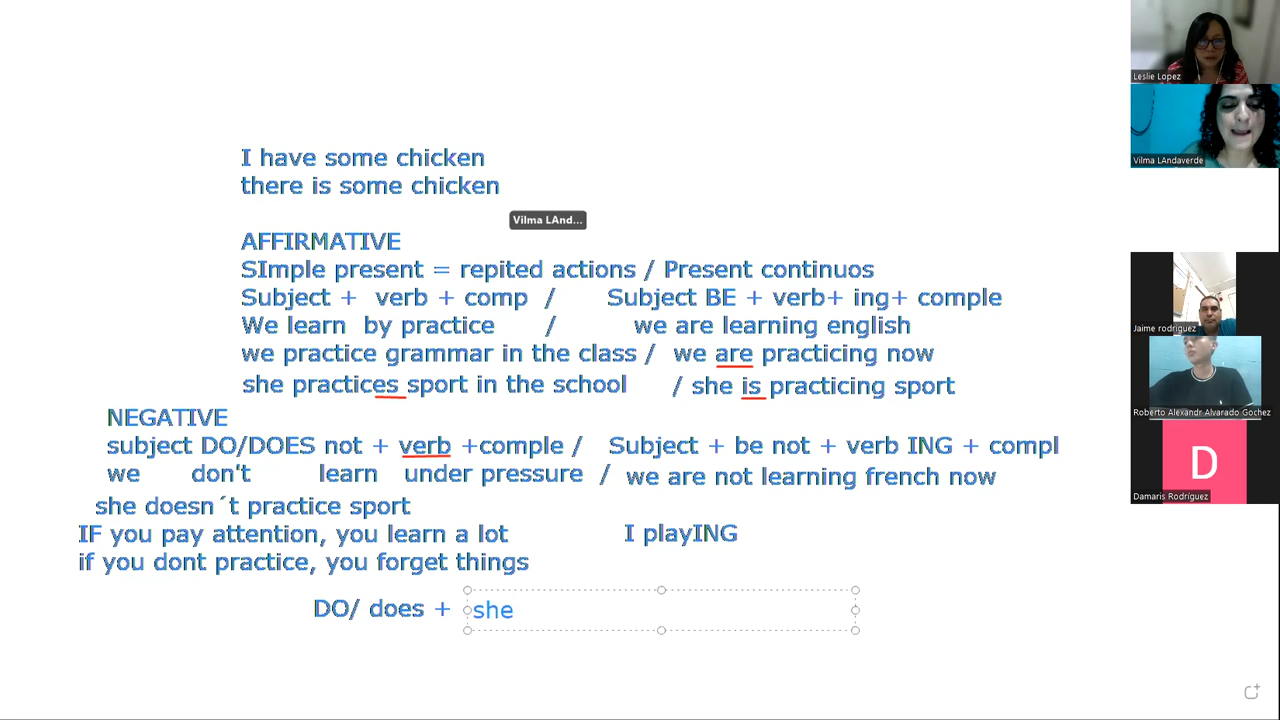 I have some chicken
there is some chicken
Vilma LAnd...
AFFIRMATIVE
SImple present = repited actions / Present continuos
Subject + verb + comp / Subject BE + verb+ ing+ comple
We learn by practice / we are learning english
we practice grammar in the class / we are practicing now
she practices sport in the school / she is practicing sport
NEGATIVE
subject DO/DOES not + verb +comple / Subject + be not + verb ING + compl
we don't learn under pressure / we are not learning french now
she doesn´t practice sport
IF you pay attention, you learn a lot I playING
if you dont practice, you forget things
DO/ does + she
Leslie Lopez
Vilma LAndaverde
Jaime rodriguez
Roberto Alexandr Alvarado Gochez
D
Damaris Rodríguez